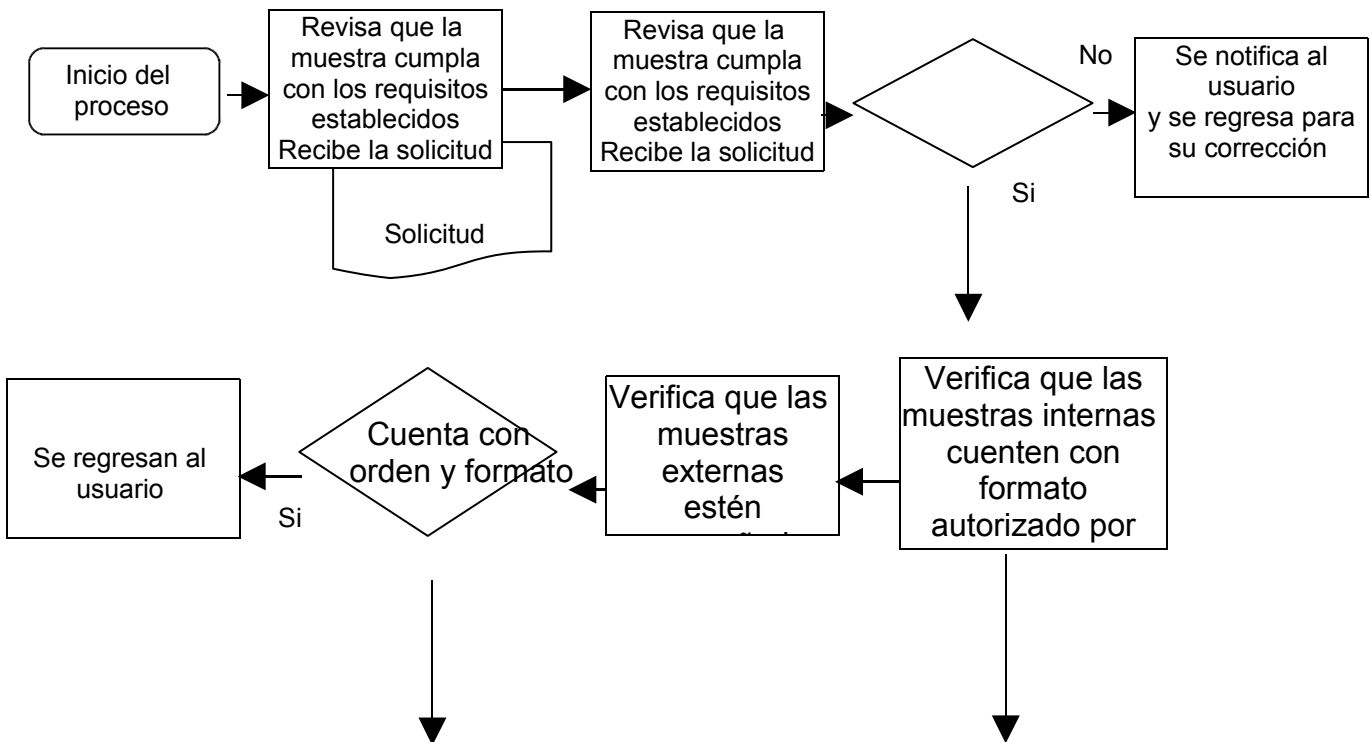 Inicio del
proceso
Revisa que la
muestra cumpla
con los requisitos
establecidos
Recibe la solicitud
Solicitud
Revisa que la
muestra cumpla
con los requisitos
establecidos
Recibe la solicitud
No
Si
Se notifica al
usuario
y se regresa para
su corrección
Verifica que las
muestras internas
cuenten con
formato
autorizado por
Verifica que las
muestras
externas
estén
Cuenta con
orden y formato
Si
Se regresan al
usuario